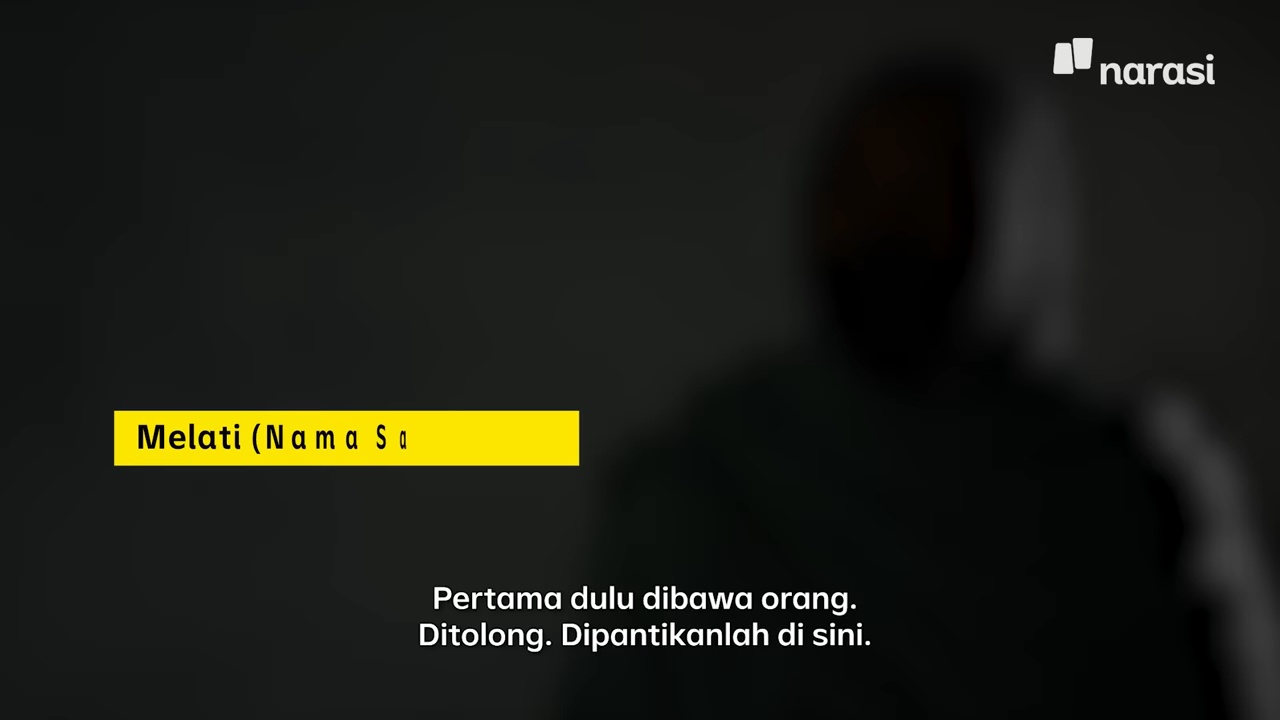 narasi
Melati (Nama Sa
Pertama dulu dibawa orang.
Ditolong. Dipantikanlah di sini.